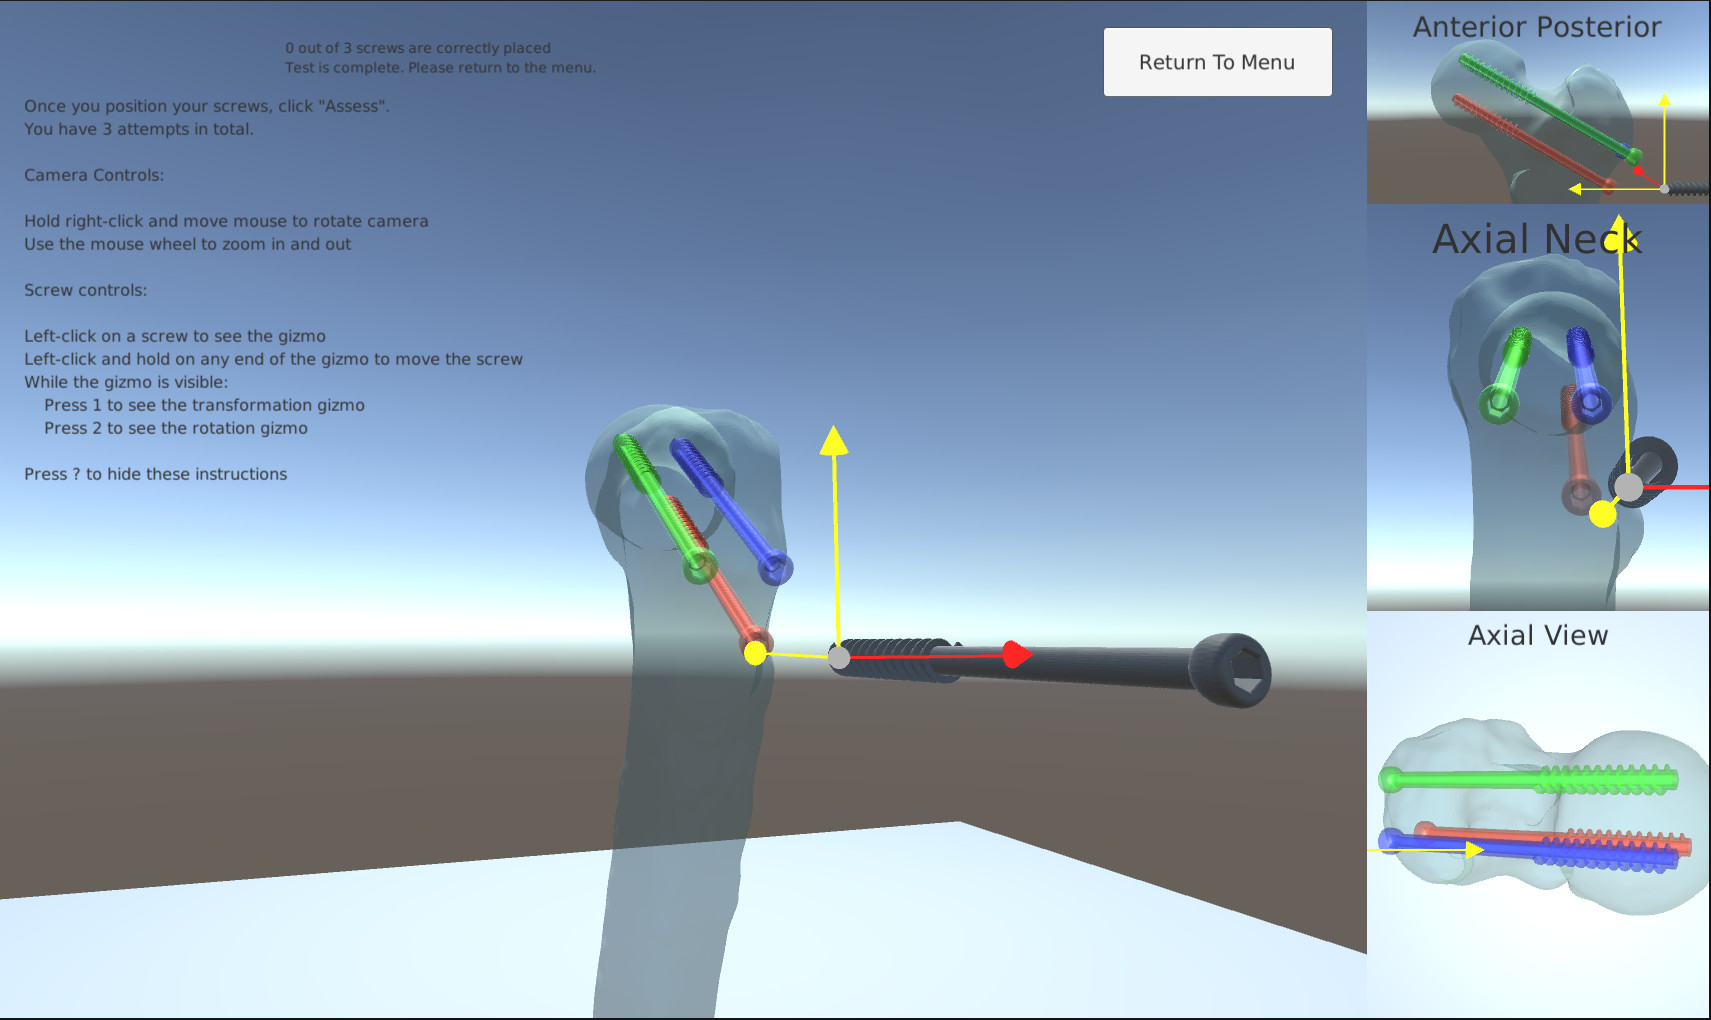 0 out of 3 screws are correctly placed
Test is complete. Please return to the menu.
Return To Menu
Once you position your screws, click "Assess".
You have 3 attempts in total.
Camera Controls:
Hold right-click and move mouse to rotate camera
Use the mouse wheel to zoom in and out
Screw controls:
Left-click on a screw to see the gizmo
Left-click and hold on any end of the gizmo to move the screw
While the gizmo is visible:
Press 1 to see the transformation gizmo
Press 2 to see the rotation gizmo
Press ? to hide these instructions
Anterior Posterior
Axial Neck
Axial View